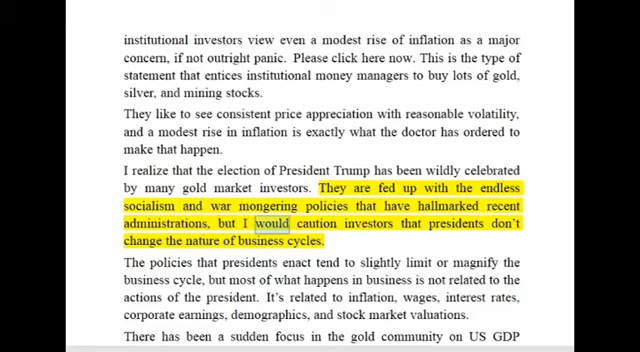 institutional investors view even a modest rise of inflation as a major
concern, if not outright panic. Please click here now. This is the type of
statement that entices institutional money managers to buy lots of gold,
silver, and mining stocks.
They like to see consistent price appreciation with reasonable volatility,
and a modest rise in inflation is exactly what the doctor has ordered to
make that happen.
I realize that the election of President Trump has been wildly celebrated
by many gold market investors. They are fed up with the endless
socialism and war mongering policies that have hallmarked recent
administrations, but I would caution investors that presidents don't
change the nature of business cycles.
The policies that presidents enact tend to slightly limit or magnify the
business cycle, but most of what happens in business is not related to the
actions of the president. It's related to inflation, wages, interest rates,
corporate earnings, demographics, and stock market valuations.
There has been a sudden focus in the gold community on US GDP